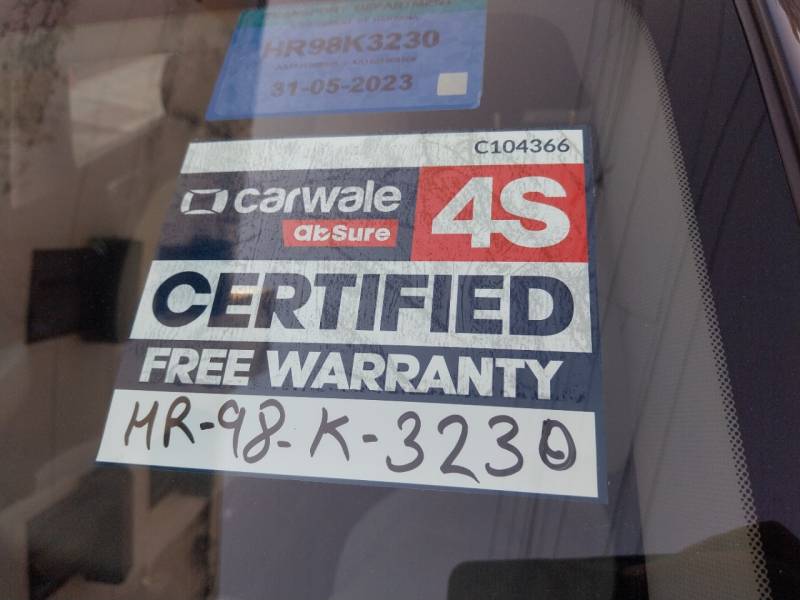 HR98K3230
31-05-2023
C104366
carwale
abSure
4S
CERTIFIED
FREE WARRANTY
HR-98-K-3230